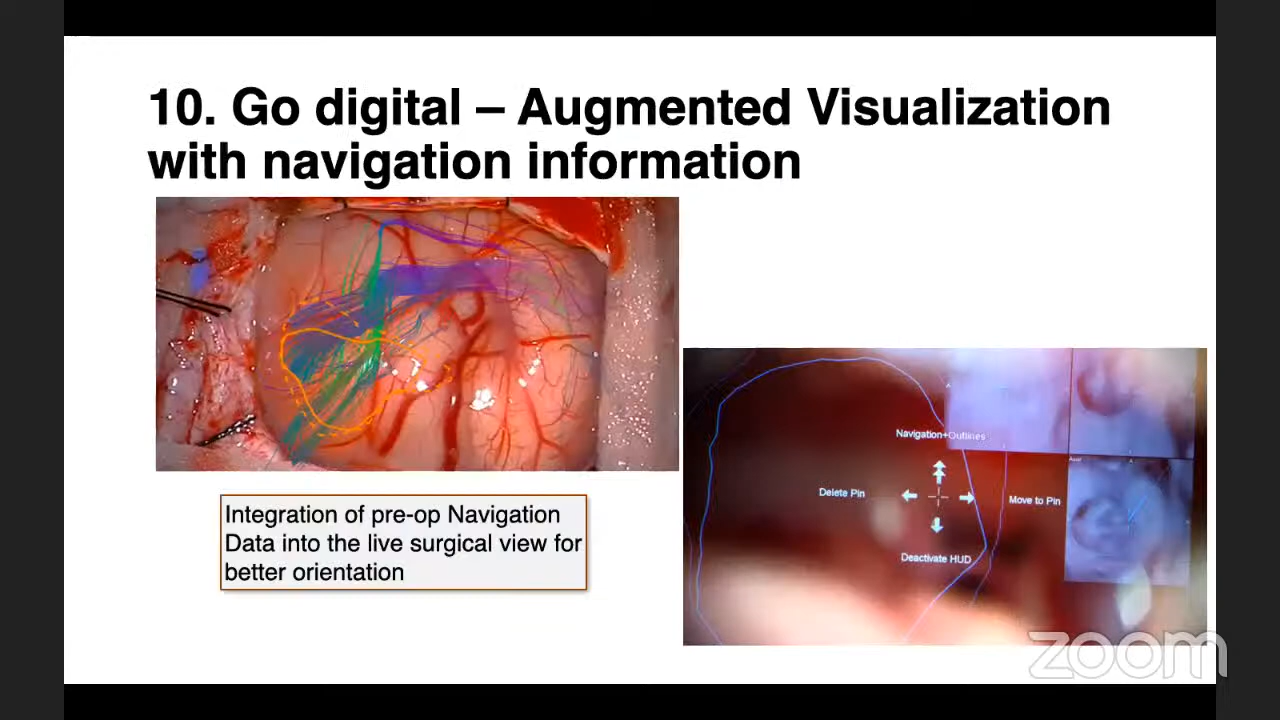 10. Go digital – Augmented Visualization
with navigation information
Integration of pre-op Navigation
Data into the live surgical view for
better orientation
Navigation+Outlines
Delete Pin
Move to Pin
Deactivate HUD
Axial
zoom